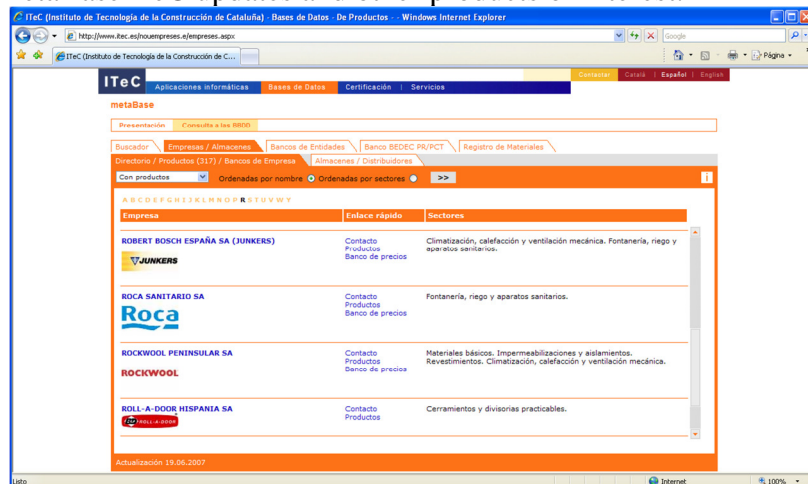 ITeC (Instituto de Tecnología de la Construcción de Cataluña) - Bases de Datos - De Productos - - Windows Internet Explorer
http://www.itec.es/nouempreses.e/empreses.aspx
Google
ITeC (Instituto de Tecnología de la Construcción de C...
Página
Contactar Català | Español | English
ITeC
Aplicaciones informáticas Bases de Datos Certificación | Servicios
metaBase
Presentación Consulta a las BBDD
Buscador Empresas / Almacenes Bancos de Entidades Banco BEDEC PR/PCT Registro de Materiales
Directorio / Productos (317) / Bancos de Empresa Almacenes / Distribuidores
Con productos Ordenadas por nombre Ordenadas por sectores >> i
A B C D E F G H I J K L M N O P R S T U V W Y
Empresa Enlace rápido Sectores
ROBERT BOSCH ESPAÑA SA (JUNKERS) Contacto Climatización, calefacción y ventilación mecánica. Fontanería, riego y
Productos aparatos sanitarios.
JUNKERS Banco de precios
ROCA SANITARIO SA Contacto Fontanería, riego y aparatos sanitarios.
Productos
Roca Banco de precios
ROCKWOOL PENINSULAR SA Contacto Materiales básicos. Impermeabilizaciones y aislamientos.
Productos Revestimientos. Climatización, calefacción y ventilación mecánica.
ROCKWOOL Banco de precios
ROLL-A-DOOR HISPANIA SA Contacto Cerramientos y divisorias practicables.
ROLL-A-DOOR Productos
Actualización 19.06.2007
Listo Internet 100%